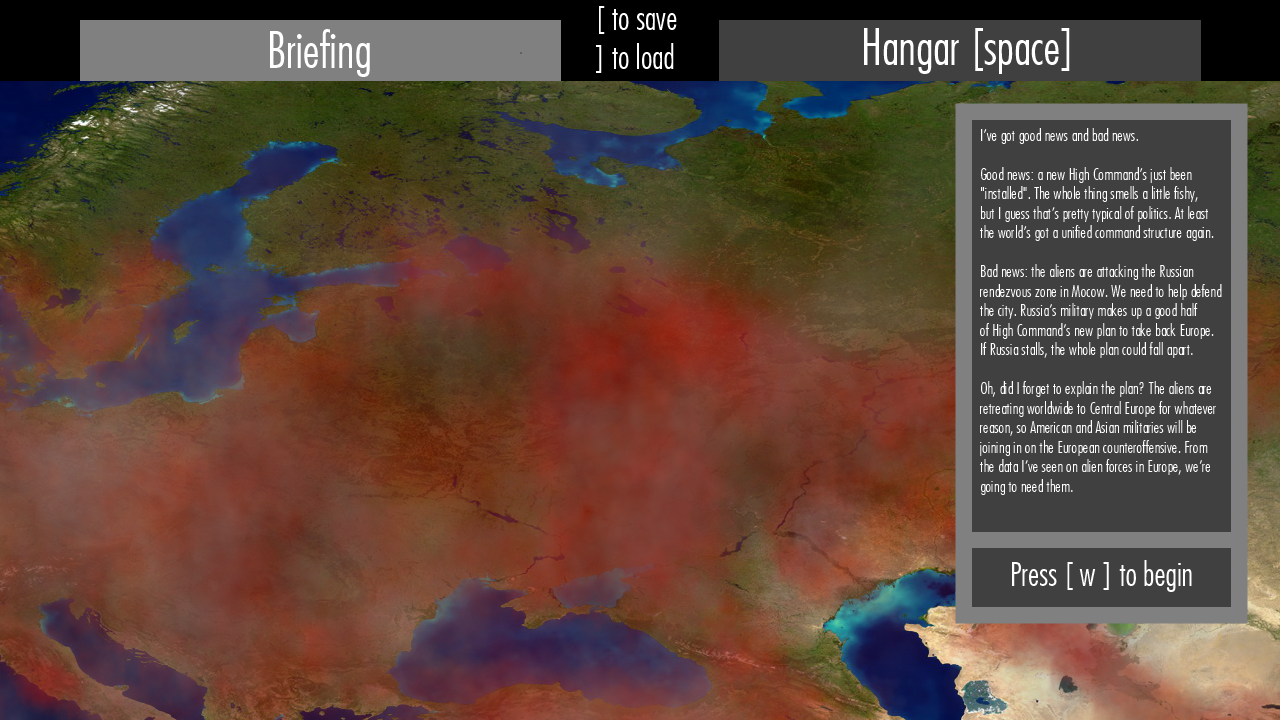 Briefing
[ to save
] to load
Hangar [space]
I've got good news and bad news.
Good news: a new High Command's just been
"installed". The whole thing smells a little fishy,
but I guess that's pretty typical of politics. At least
the world's got a unified command structure again.
Bad news: the aliens are attacking the Russian
rendezvous zone in Mocow. We need to help defend
the city. Russia's military makes up a good half
of High Command's new plan to take back Europe.
If Russia stalls, the whole plan could fall apart.
Oh, did I forget to explain the plan? The aliens are
retreating worldwide to Central Europe for whatever
reason, so American and Asian militaries will be
joining in on the European counteroffensive. From
the data I've seen on alien forces in Europe, we're
going to need them.
Press [ w ] to begin